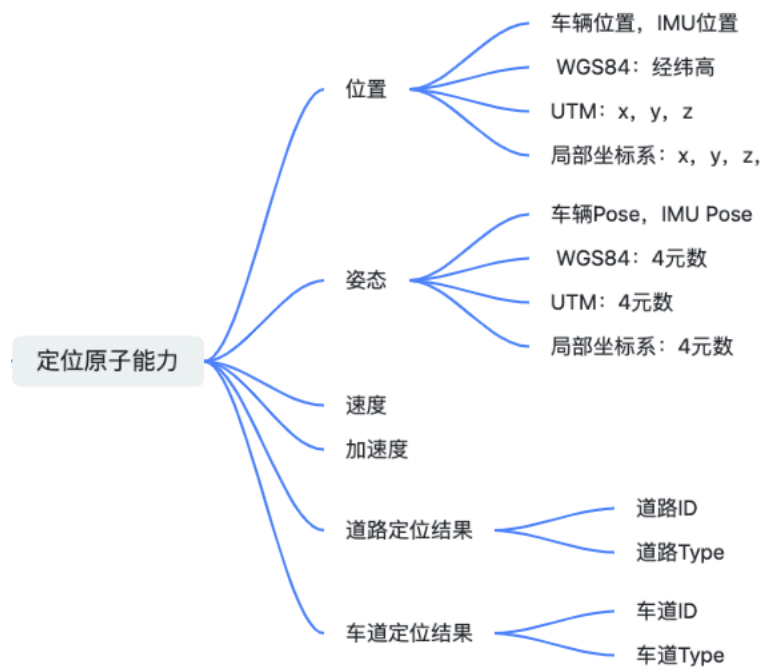 定位原子能力
位置
车辆位置，IMU位置
WGS84：经纬高
UTM：x，y，z
局部坐标系：x，y，z，
姿态
车辆Pose，IMU Pose
WGS84：4元数
UTM：4元数
局部坐标系：4元数
速度
加速度
道路定位结果
道路ID
道路Type
车道定位结果
车道ID
车道Type